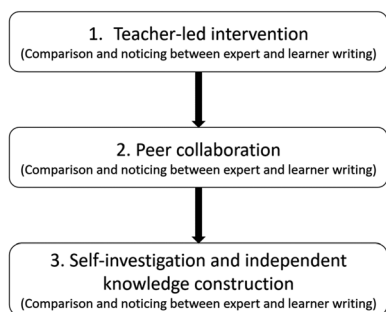 1. Teacher-led intervention
(Comparison and noticing between expert and learner writing)
2. Peer collaboration
(Comparison and noticing between expert and learner writing)
3. Self-investigation and independent
knowledge construction
(Comparison and noticing between expert and learner writing)